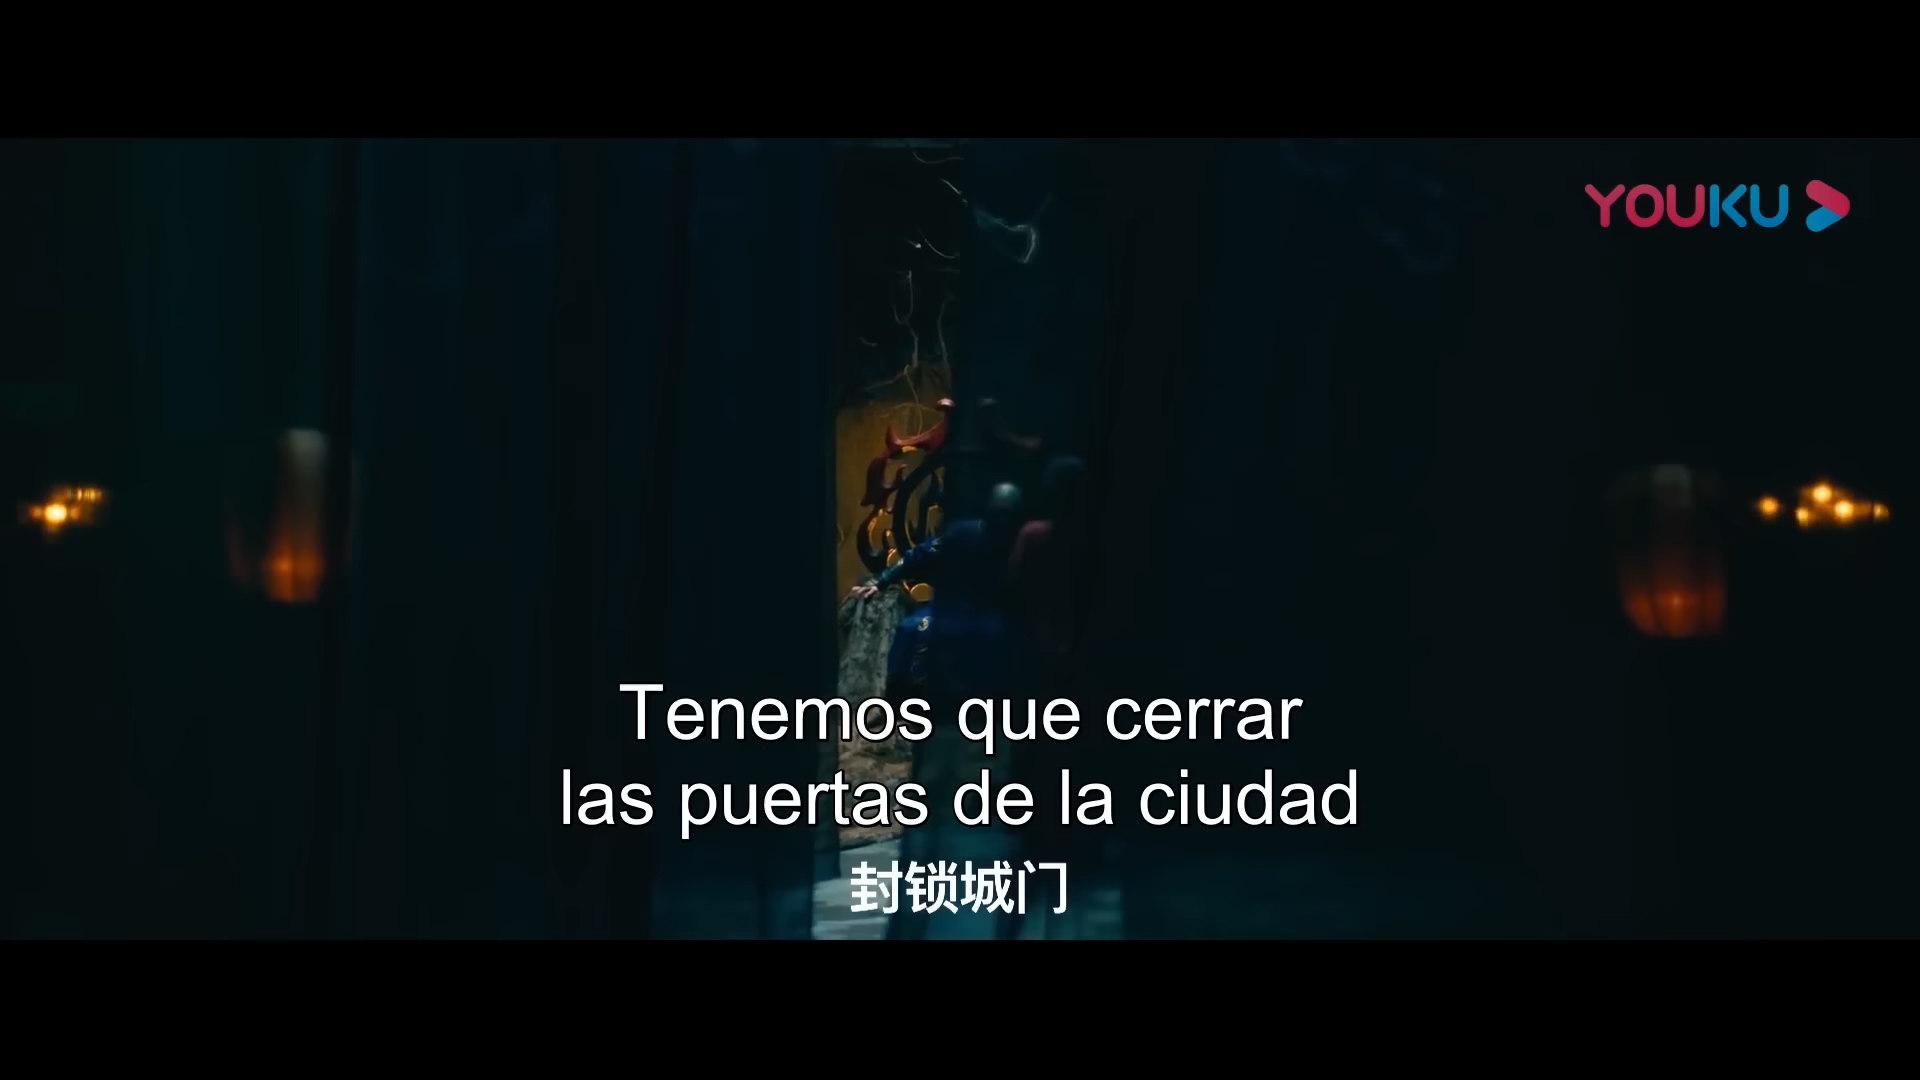 YOUKU
Tenemos que cerrar
las puertas de la ciudad
封锁城门